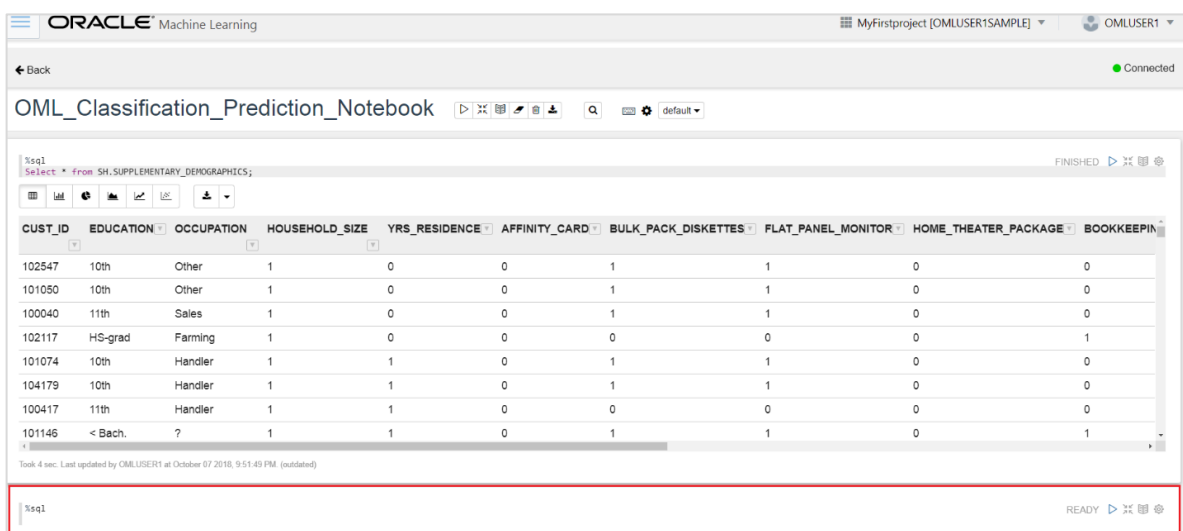 ORACLE® Machine Learning MyFirstproject [OMLUSER1SAMPLE] OMLUSER1
Back Connected
OML_Classification_Prediction_Notebook default
%sql FINISHED
Select * from SH.SUPPLEMENTARY_DEMOGRAPHICS;
CUST_ID EDUCATION OCCUPATION HOUSEHOLD_SIZE YRS_RESIDENCE AFFINITY_CARD BULK_PACK_DISKETTES FLAT_PANEL_MONITOR HOME_THEATER_PACKAGE BOOKKEEPIN
102547 10th Other 1 0 0 1 1 0 0
101050 10th Other 1 0 0 1 1 0 0
100040 11th Sales 1 0 0 1 1 0 0
102117 HS-grad Farming 1 0 0 0 0 0 1
101074 10th Handler 1 1 0 1 1 0 0
104179 10th Handler 1 1 0 1 1 0 0
100417 11th Handler 1 1 0 0 0 0 0
101146 < Bach. ? 1 1 0 1 1 0 1
Took 4 sec. Last updated by OMLUSER1 at October 07 2018, 9:51:49 PM. (outdated)
%sql READY